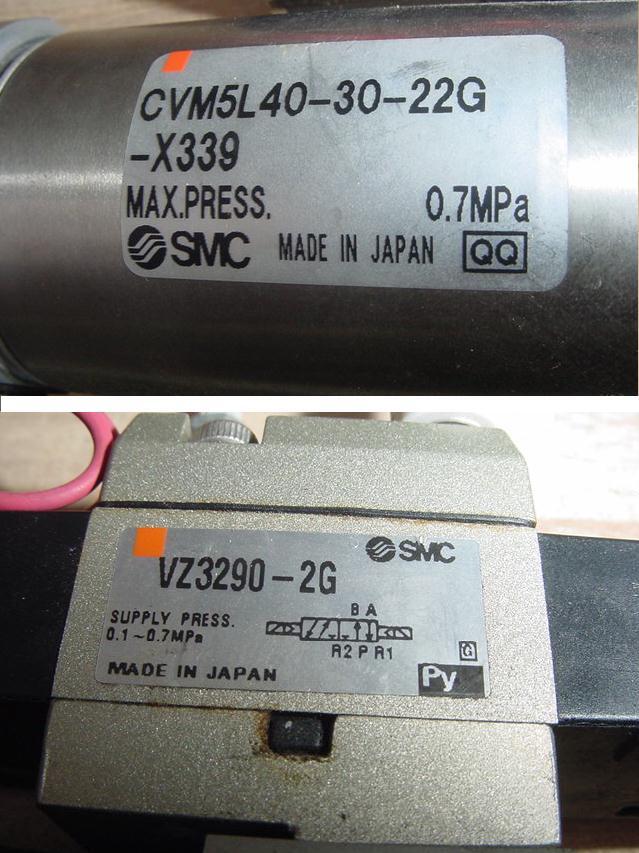 CVM5L40-30-22G
-X339
MAX.PRESS. 0.7MPa
SMC MADE IN JAPAN QQ
SMC
VZ3290-2G
B A
SUPPLY PRESS.
0.1~0.7MPa
R2 P R1
G
MADE IN JAPAN
Py